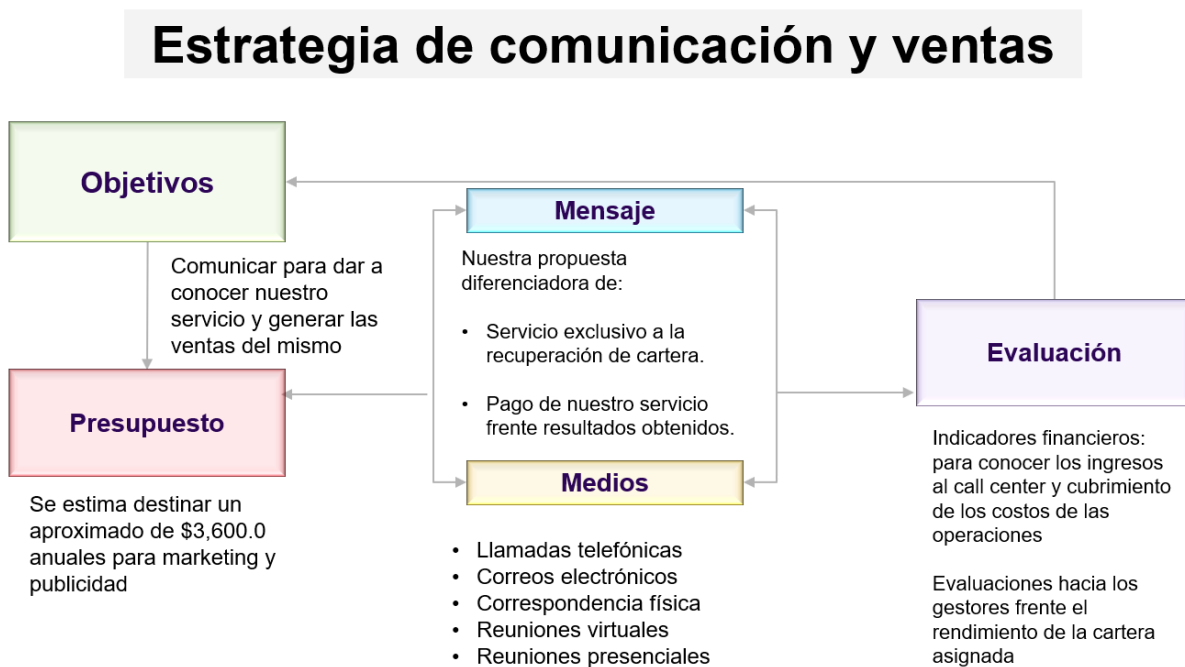 Estrategia de comunicación y ventas
Objetivos
Comunicar para dar a
conocer nuestro
servicio y generar las
ventas del mismo
Presupuesto
Se estima destinar un
aproximado de $3,600.0
anuales para marketing y
publicidad
Mensaje
Nuestra propuesta
diferenciadora de:
• Servicio exclusivo a la
recuperación de cartera.
• Pago de nuestro servicio
frente resultados obtenidos.
Medios
• Llamadas telefónicas
• Correos electrónicos
• Correspondencia física
• Reuniones virtuales
• Reuniones presenciales
Evaluación
Indicadores financieros:
para conocer los ingresos
al call center y cubrimiento
de los costos de las
operaciones
Evaluaciones hacia los
gestores frente el
rendimiento de la cartera
asignada